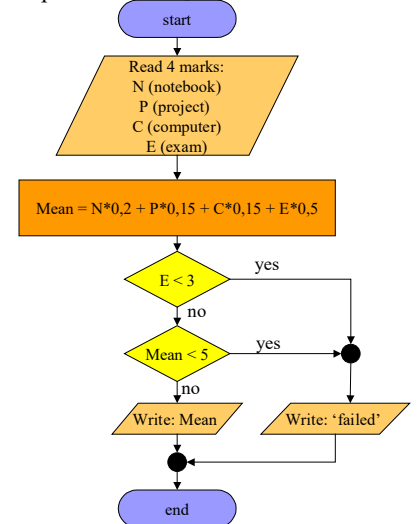 start
Read 4 marks:
N (notebook)
P (project)
C (computer)
E (exam)
Mean = N*0,2 + P*0,15 + C*0,15 + E*0,5
yes
E < 3
no
yes
Mean < 5
no
Write: Mean
Write: ‘failed’
end